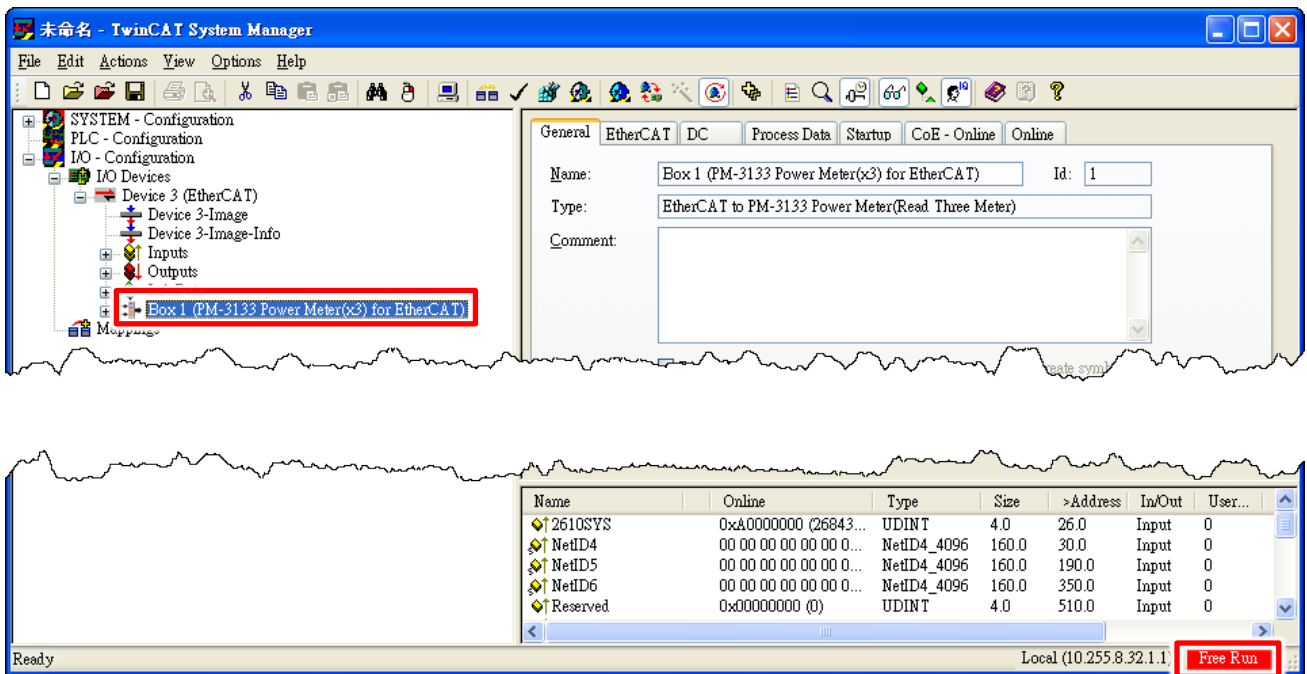 未命名 - TwinCAT System Manager
File Edit Actions View Options Help
SYSTEM - Configuration
PLC - Configuration
I/O - Configuration
I/O Devices
Device 3 (EtherCAT)
Device 3-Image
Device 3-Image-Info
Inputs
Outputs
Box 1 (PM-3133 Power Meter(x3) for EtherCAT)
Mappings
General EtherCAT DC Process Data Startup CoE - Online Online
Name: Box 1 (PM-3133 Power Meter(x3) for EtherCAT) Id: 1
Type: EtherCAT to PM-3133 Power Meter(Read Three Meter)
Comment:
Name Online Type Size >Address In/Out User...
2610SYS 0xA0000000 (26843... UDINT 4.0 26.0 Input 0
NetID4 00 00 00 00 00 00 0... NetID4_4096 160.0 30.0 Input 0
NetID5 00 00 00 00 00 00 0... NetID4_4096 160.0 190.0 Input 0
NetID6 00 00 00 00 00 00 0... NetID4_4096 160.0 350.0 Input 0
Reserved 0x00000000 (0) UDINT 4.0 510.0 Input 0
Ready Local (10.255.8.32.1.1) Free Run